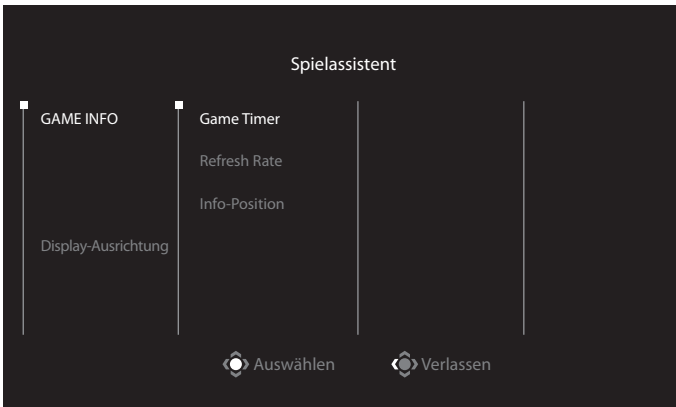 Spielassistent
GAME INFO
Game Timer
Refresh Rate
Info-Position
Display-Ausrichtung
Auswählen
Verlassen